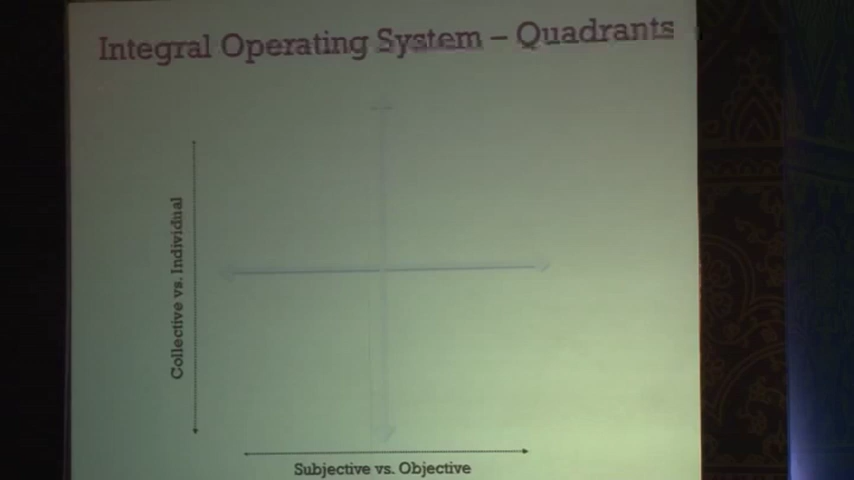 Integral Operating System – Quadrants
Collective vs. Individual
Subjective vs. Objective